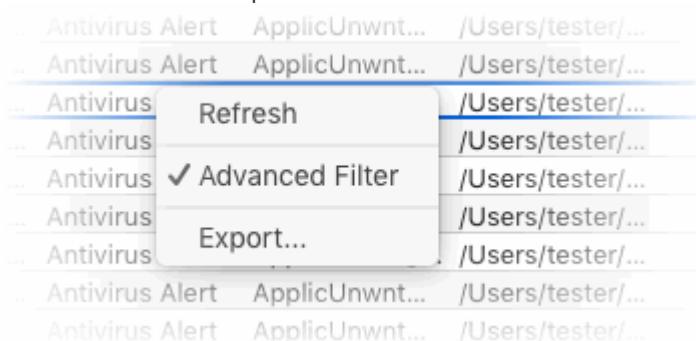 ... Antivirus Alert ApplicUnwnt... /Users/tester/...
... Antivirus Alert ApplicUnwnt... /Users/tester/...
... Antivirus /Users/tester/...
Refresh
... Antivirus /Users/tester/...
... Antivirus ✓ Advanced Filter /Users/tester/...
... Antivirus /Users/tester/...
Export...
... Antivirus /Users/tester/...
... Antivirus Alert ApplicUnwnt... /Users/tester/...
... Antivirus Alert ApplicUnwnt... /Users/tester/...